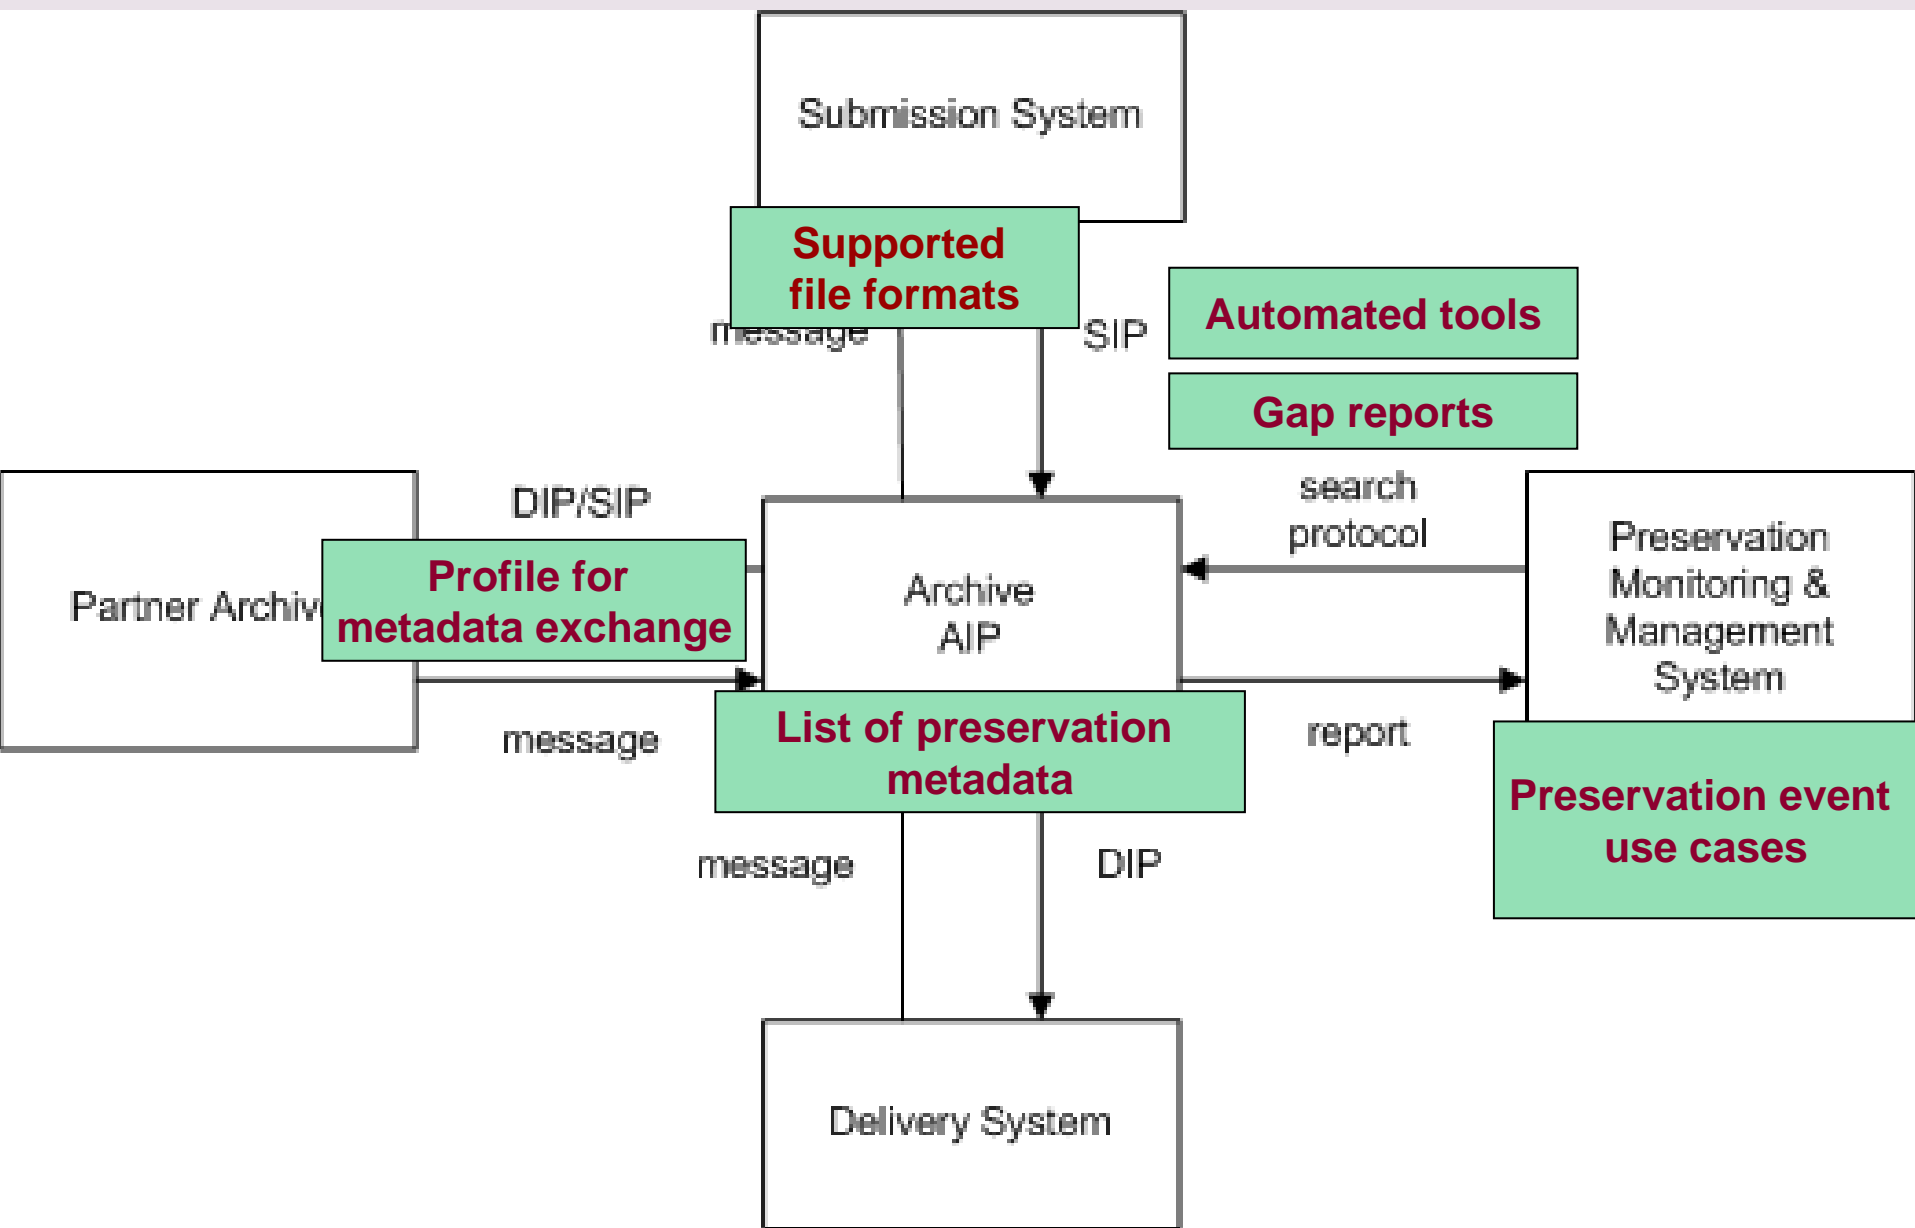 Submission System
Supported
file formats
message
SIP
Automated tools
Gap reports
DIP/SIP
search
protocol
Partner Archiv
Profile for
metadata exchange
Archive
AIP
Preservation
Monitoring &
Management
System
message
List of preservation
metadata
report
Preservation event
use cases
message
DIP
Delivery System